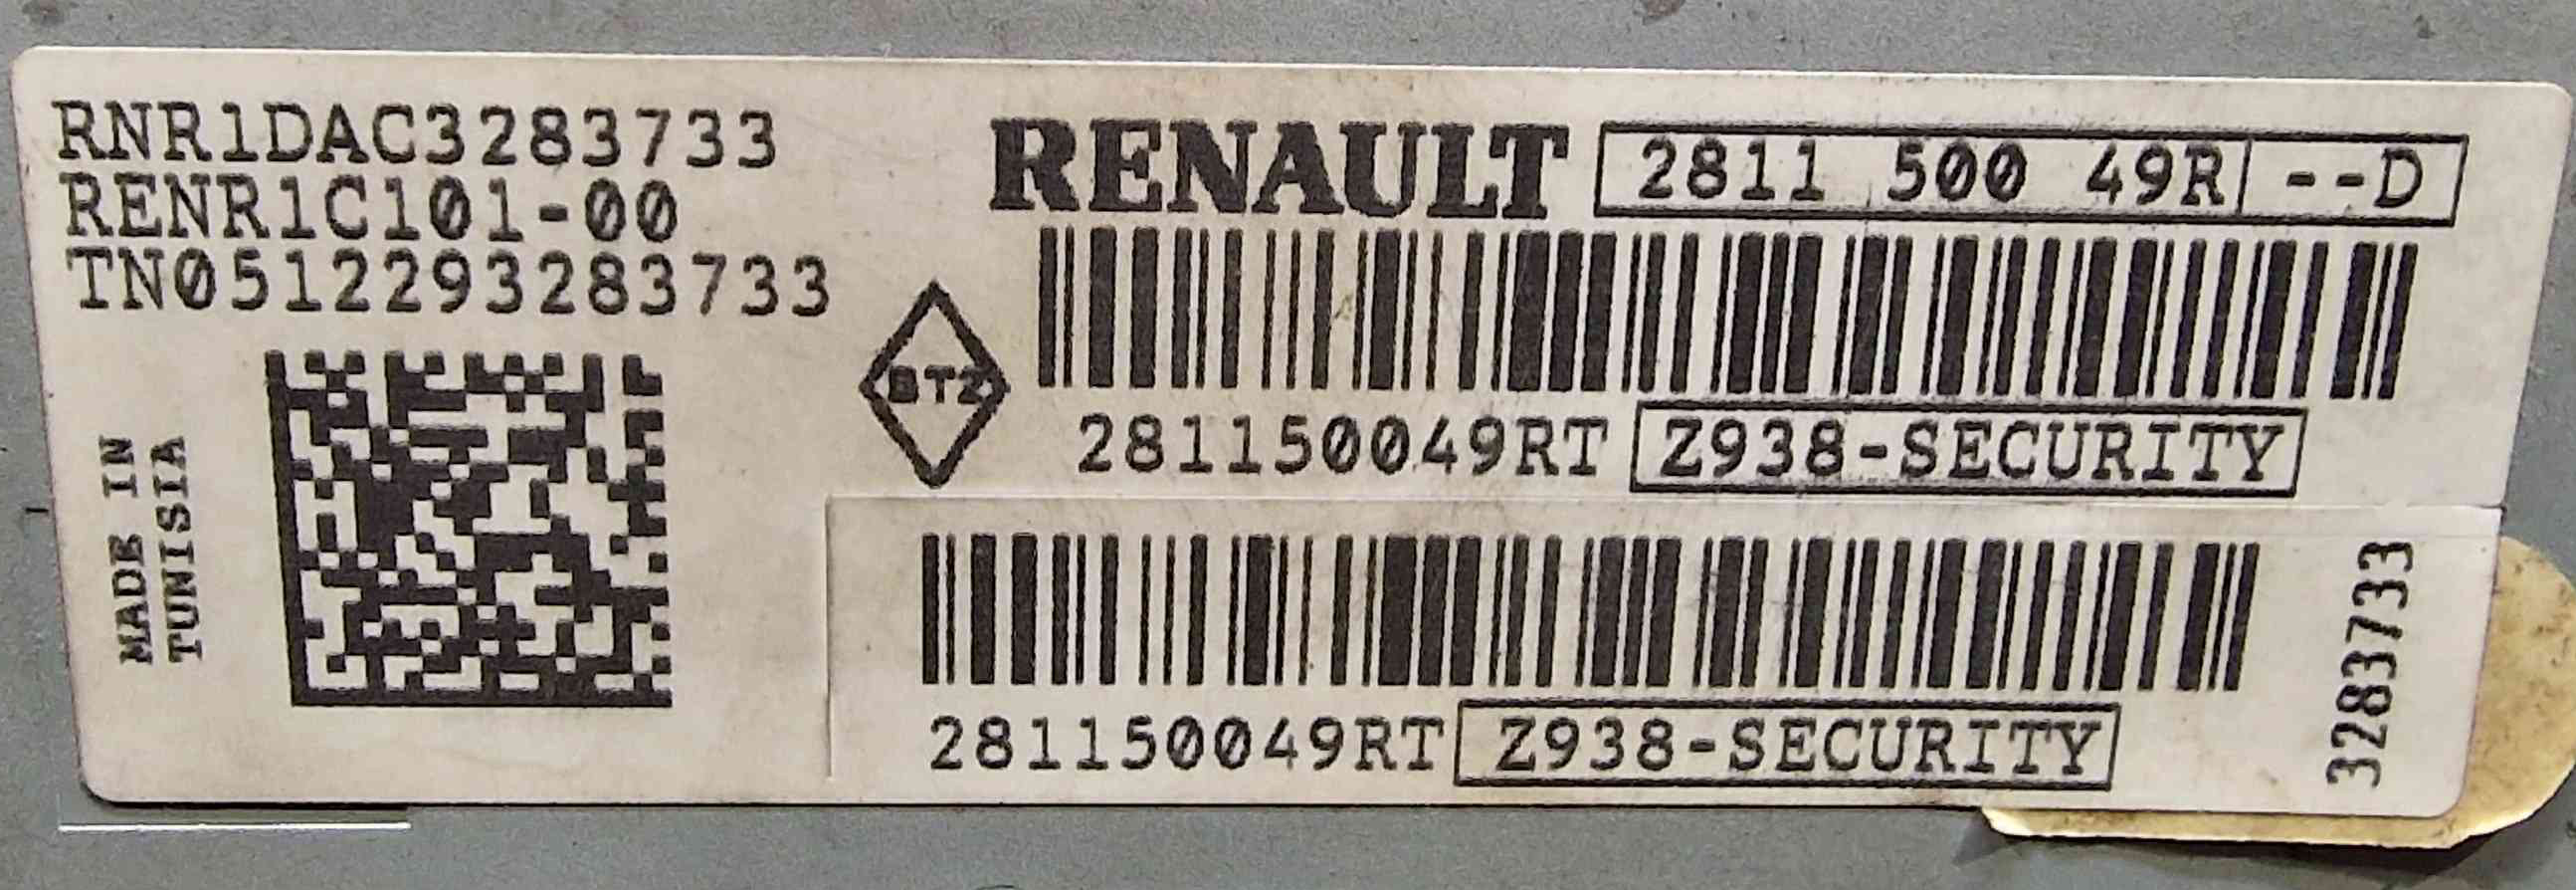 RNR1DAC3283733
RENR1C101-00
TN0512293283733
MADE IN
TUNISIA
RENAULT 2811 500 49R --D
BTZ
281150049RT Z938-SECURITY
281150049RT Z938-SECURITY
3283733